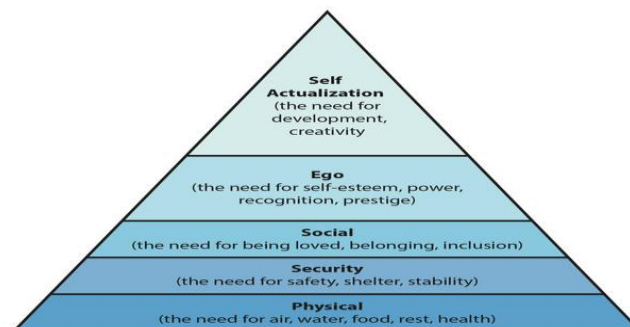 Self
Actualization
(the need for
development,
creativity
Ego
(the need for self-esteem, power,
recognition, prestige)
Social
(the need for being loved, belonging, inclusion)
Security
(the need for safety, shelter, stability)
Physical
(the need for air, water, food, rest, health)